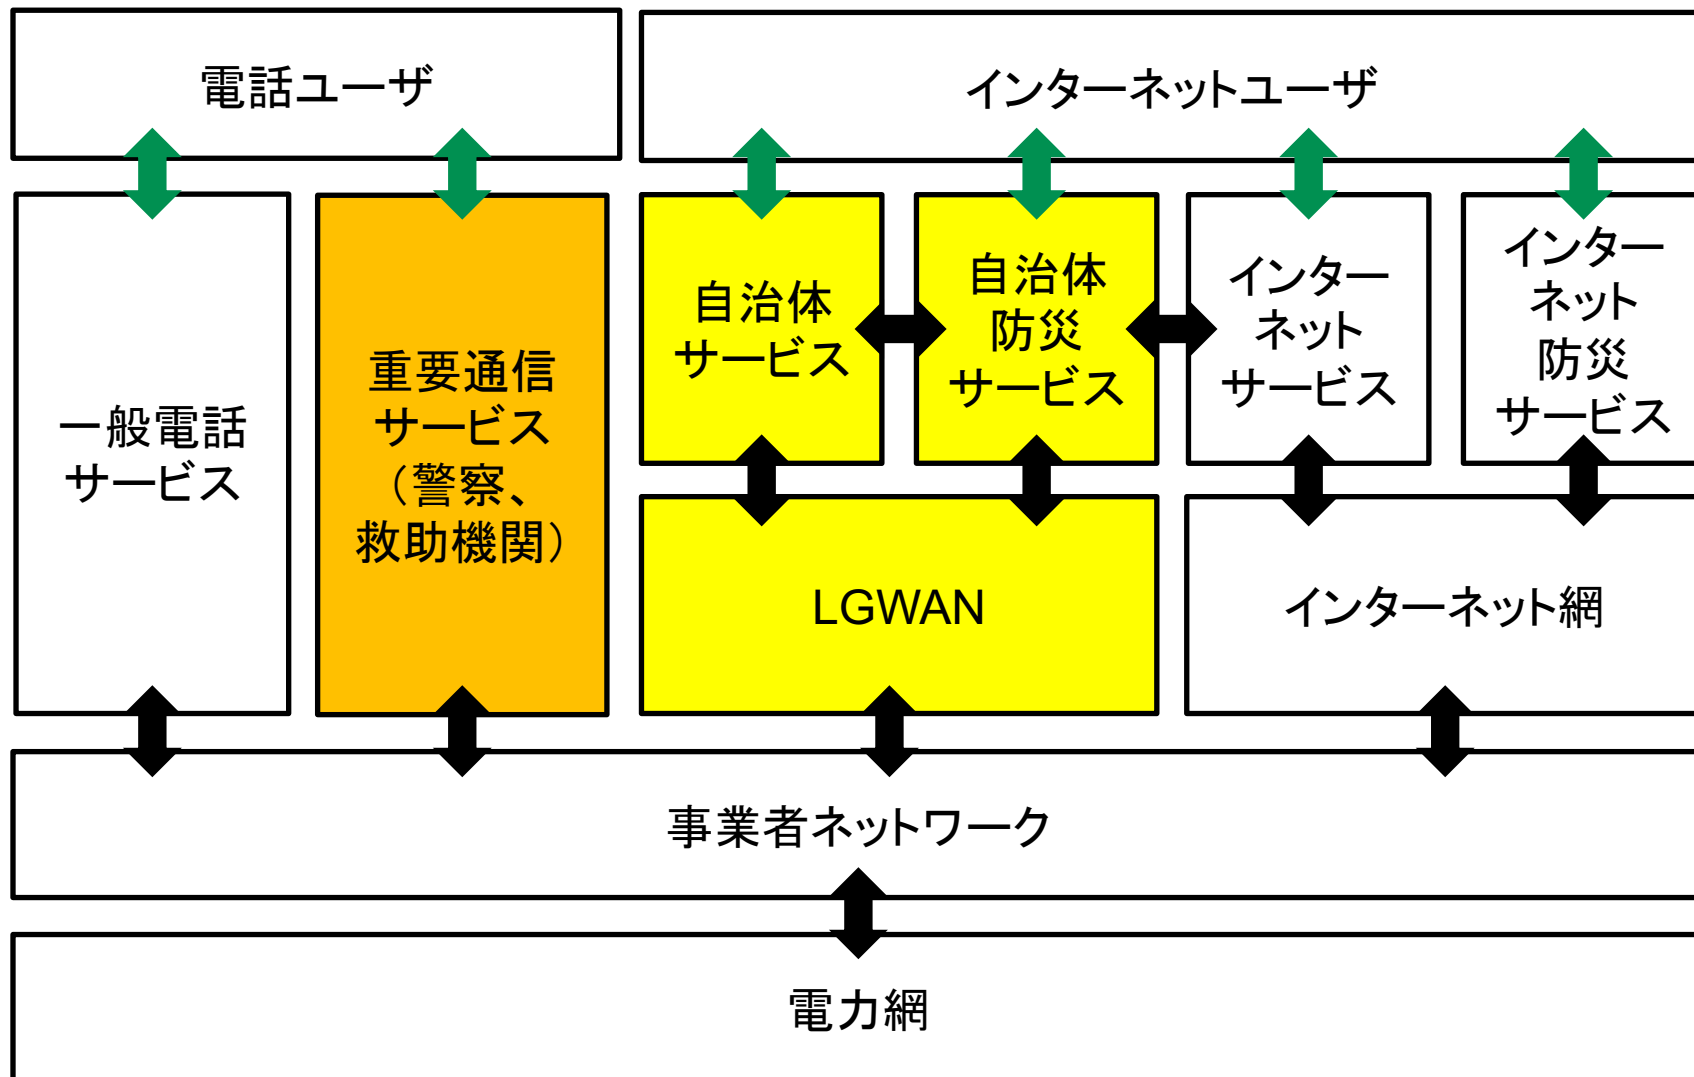 電話ユーザ
インターネットユーザ
一般電話
サービス
重要通信
サービス
（警察、
救助機関）
自治体
サービス
自治体
防災
サービス
インター
ネット
サービス
インター
ネット
防災
サービス
LGWAN
インターネット網
事業者ネットワーク
電力網